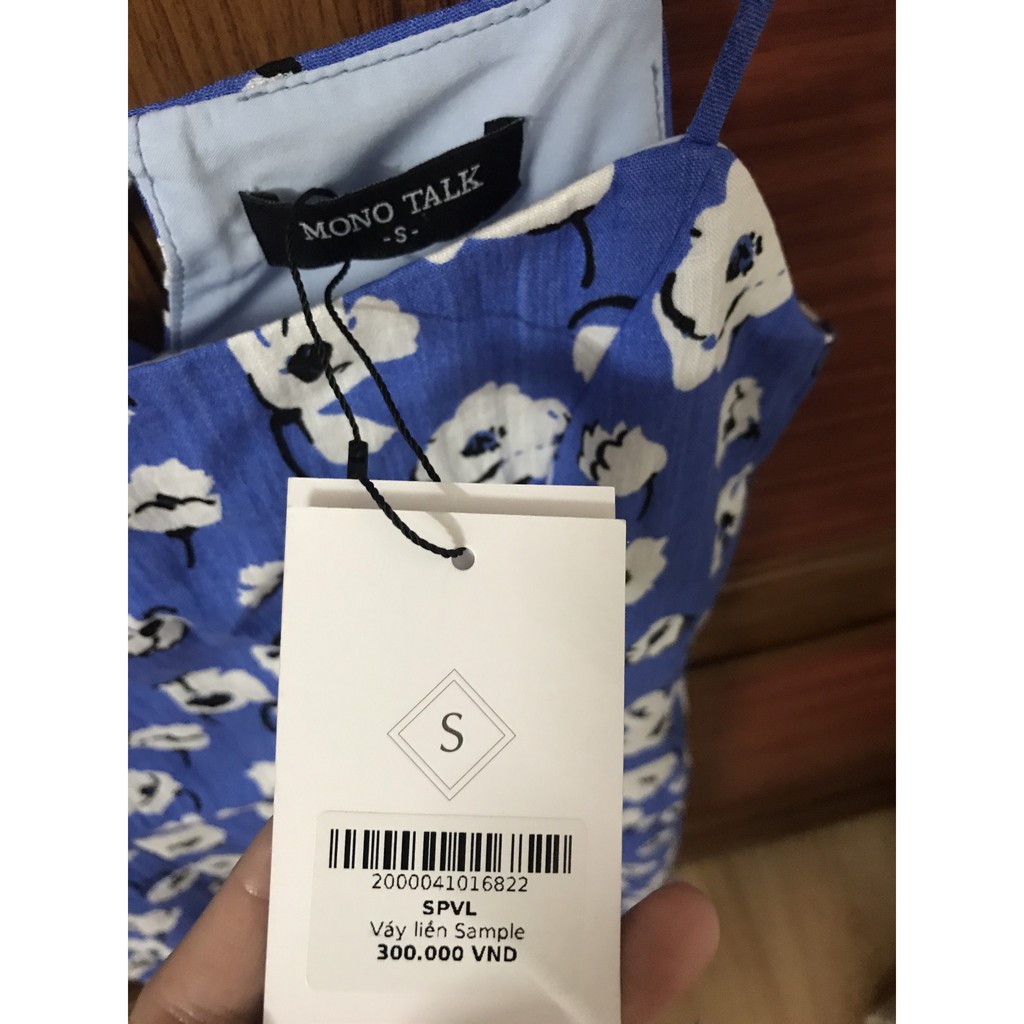 MONO TALK
-S-
S
2000041016822
SPVL
Váy liền Sample
300.000 VND